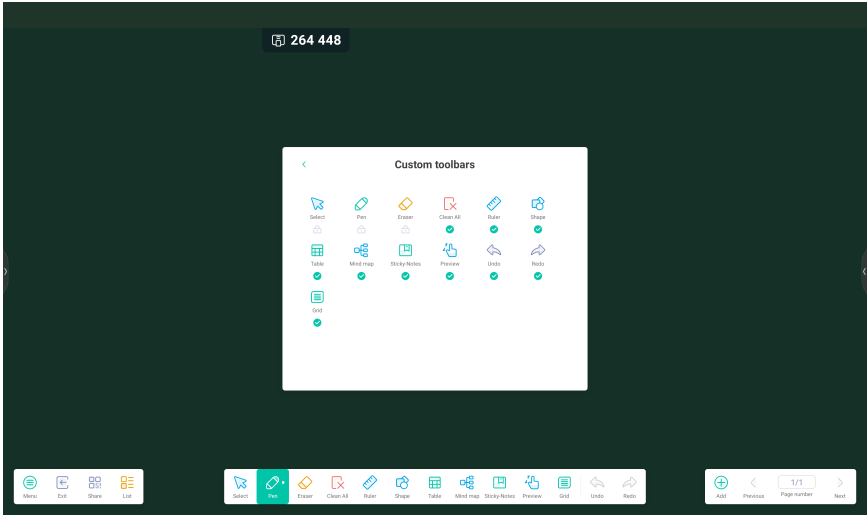 264 448
Custom toolbars
Select Pen Eraser Clean All Ruler Shape
Table Mind map Sticky-Notes Preview Undo Redo
Grid
Menu Exit Share List Select Pen Eraser Clean All Ruler Shape Table Mind map Sticky-Notes Preview Grid Undo Redo Add Previous 1/1 Page number Next